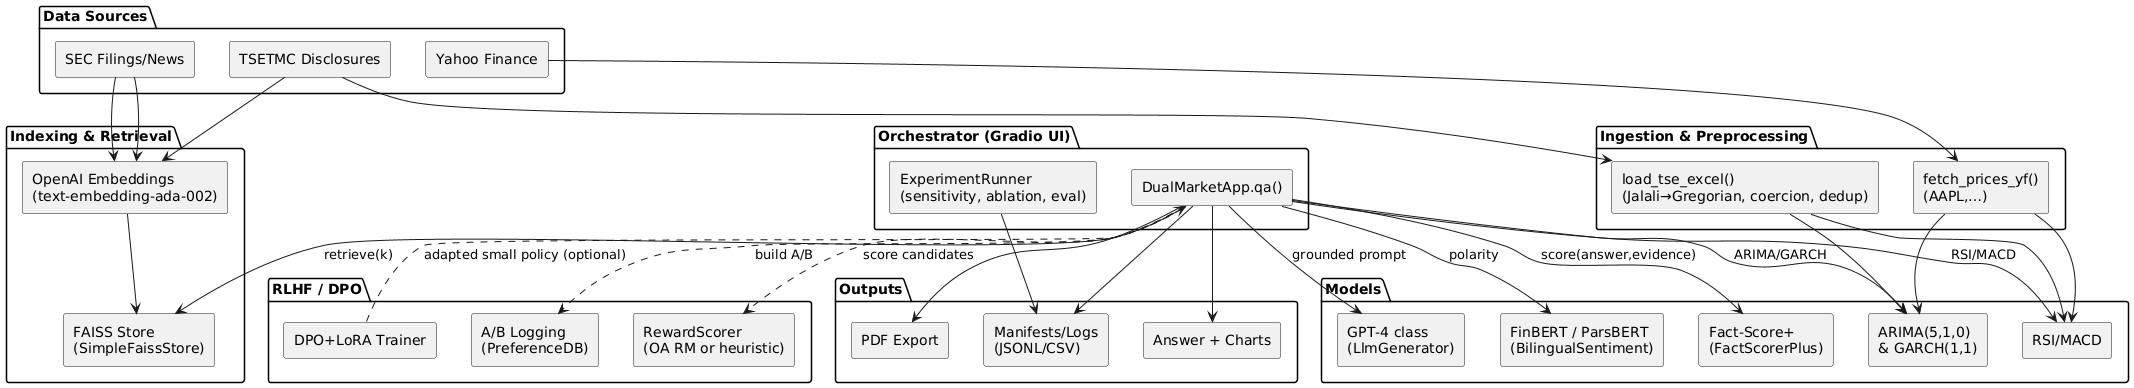 Data Sources
SEC Filings/News
TSETMC Disclosures
Yahoo Finance
Indexing & Retrieval
OpenAI Embeddings
(text-embedding-ada-002)
FAISS Store
(SimpleFaissStore)
Orchestrator (Gradio UI)
ExperimentRunner
(sensitivity, ablation, eval)
DualMarketApp.qa()
Ingestion & Preprocessing
load_tse_excel()
(Jalali→Gregorian, coercion, dedup)
fetch_prices_yf()
(AAPL,...)
retrieve(k)
adapted small policy (optional)
build A/B
score candidates
grounded prompt
polarity
score(answer,evidence)
ARIMA/GARCH
RSI/MACD
RLHF / DPO
DPO+LoRA Trainer
A/B Logging
(PreferenceDB)
RewardScorer
(OA RM or heuristic)
Outputs
PDF Export
Manifests/Logs
(JSONL/CSV)
Answer + Charts
Models
GPT-4 class
(LlmGenerator)
FinBERT / ParsBERT
(BilingualSentiment)
Fact-Score+
(FactScorerPlus)
ARIMA(5,1,0)
& GARCH(1,1)
RSI/MACD